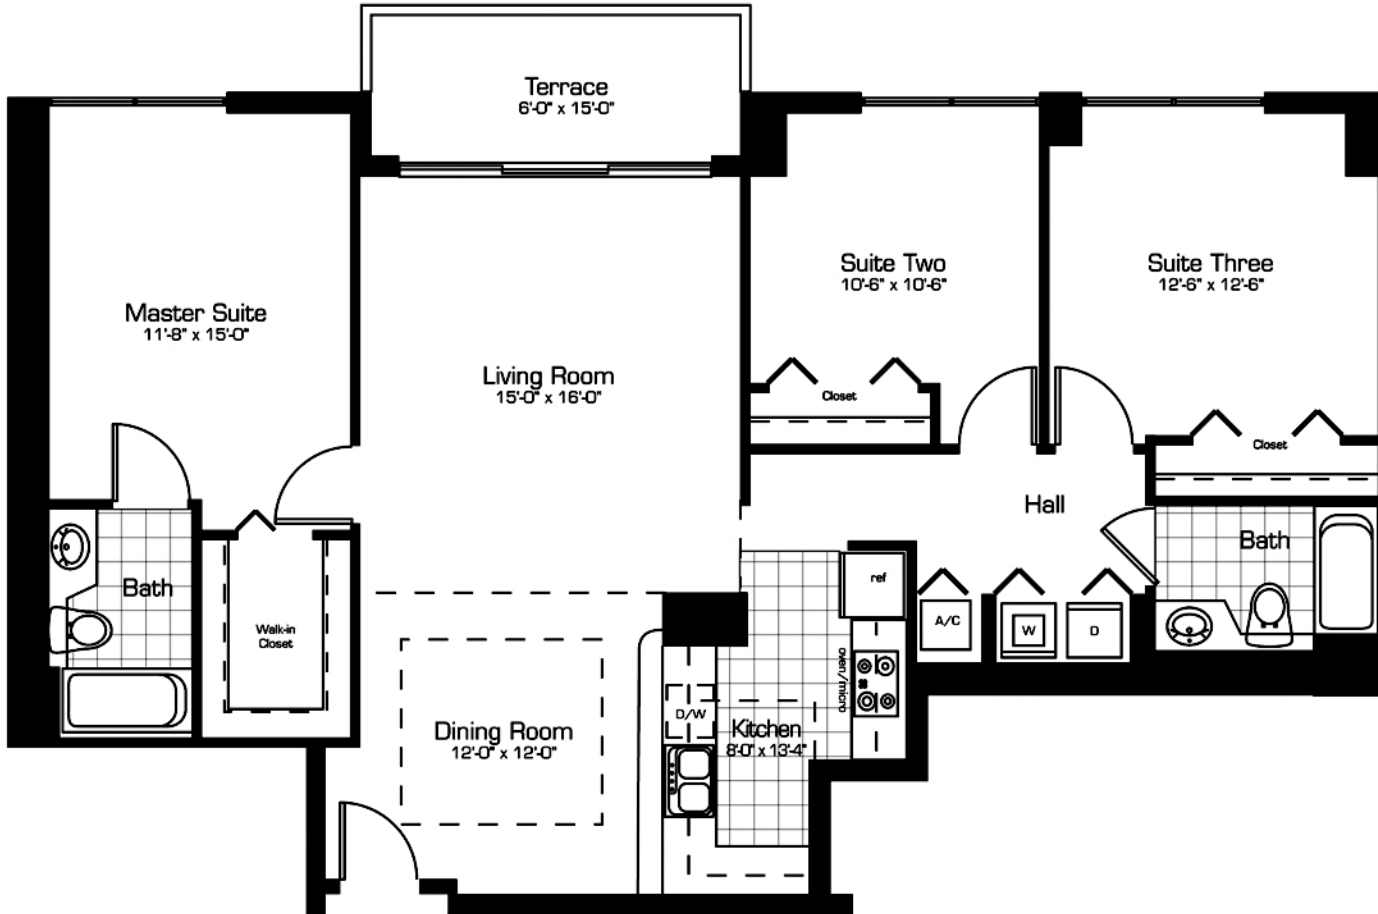 Terrace
6'-0" x 15'-0"
Suite Two
10'-6" x 10'-6"
Suite Three
12'-6" x 12'-6"
Master Suite
11'-8" x 15'-0"
Living Room
15'-0" x 16'-0"
Closet
Closet
Hall
Bath
Bath
ref
Walk-in
Closet
A/C
W
D
oven/micro
D/W
Dining Room
12'-0" x 12'-0"
Kitchen
8'-0" x 13'-4"